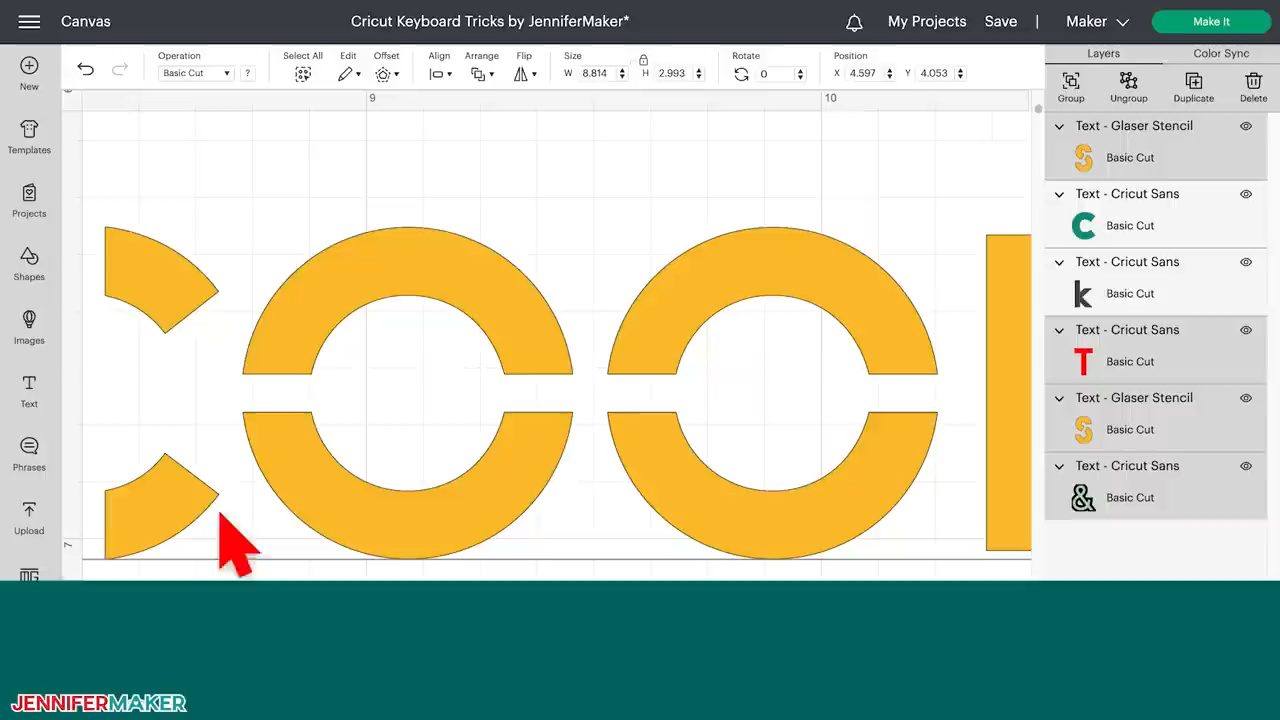 Canvas
Cricut Keyboard Tricks by JenniferMaker*
My Projects
Save
|
Maker
Make It
Operation
Basic Cut
?
Select All
Edit
Offset
Align
Arrange
Flip
Size
W 8.814
H 2.993
Rotate
0
Position
X 4.597
Y 4.053
Layers
Color Sync
New
Templates
Projects
Shapes
Images
Text
Phrases
Upload
9
10
7
COO
Group
Ungroup
Duplicate
Delete
Text - Glaser Stencil
S Basic Cut
Text - Cricut Sans
C Basic Cut
Text - Cricut Sans
k Basic Cut
Text - Cricut Sans
T Basic Cut
Text - Glaser Stencil
S Basic Cut
Text - Cricut Sans
& Basic Cut
JENNIFERMAKER